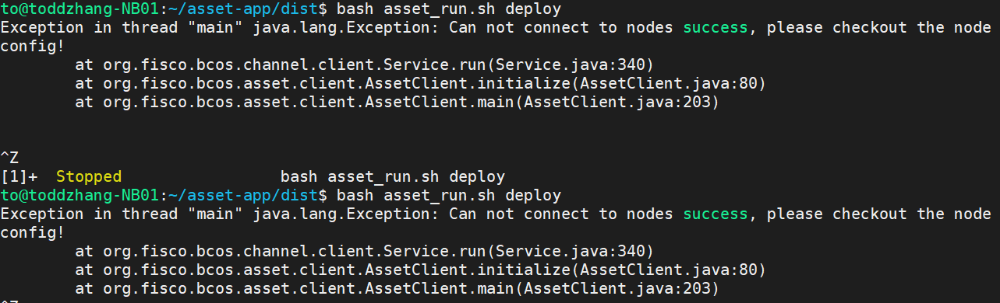 to@toddzhang-NB01:~/asset-app/dist$ bash asset_run.sh deploy
Exception in thread "main" java.lang.Exception: Can not connect to nodes success, please checkout the node
config!
        at org.fisco.bcos.channel.client.Service.run(Service.java:340)
        at org.fisco.bcos.asset.client.AssetClient.initialize(AssetClient.java:80)
        at org.fisco.bcos.asset.client.AssetClient.main(AssetClient.java:203)
^Z
[1]+  Stopped                 bash asset_run.sh deploy
to@toddzhang-NB01:~/asset-app/dist$ bash asset_run.sh deploy
Exception in thread "main" java.lang.Exception: Can not connect to nodes success, please checkout the node
config!
        at org.fisco.bcos.channel.client.Service.run(Service.java:340)
        at org.fisco.bcos.asset.client.AssetClient.initialize(AssetClient.java:80)
        at org.fisco.bcos.asset.client.AssetClient.main(AssetClient.java:203)